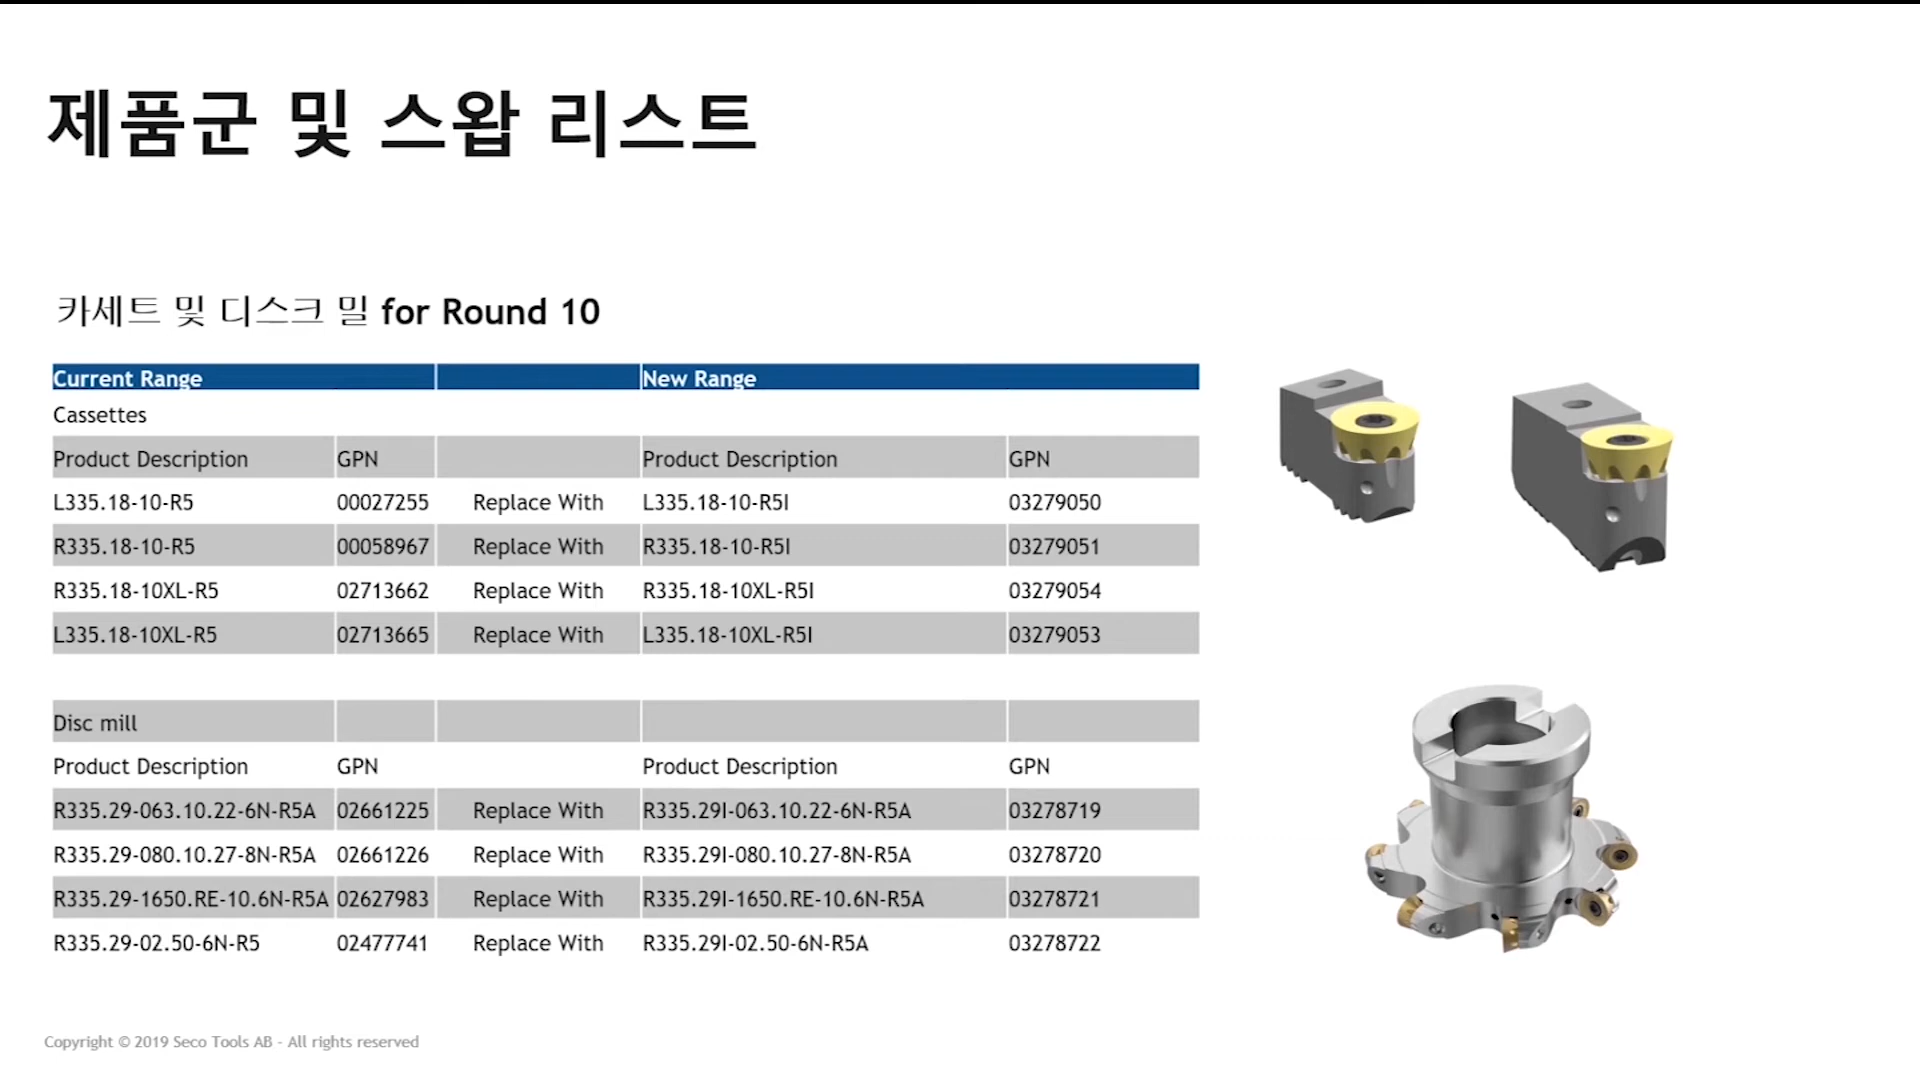 제품군 및 스왑 리스트
카세트 및 디스크 밀 for Round 10
Current Range New Range
Cassettes
Product Description GPN Product Description GPN
L335.18-10-R5 00027255 Replace With L335.18-10-R5I 03279050
R335.18-10-R5 00058967 Replace With R335.18-10-R5I 03279051
R335.18-10XL-R5 02713662 Replace With R335.18-10XL-R5I 03279054
L335.18-10XL-R5 02713665 Replace With L335.18-10XL-R5I 03279053
Disc mill
Product Description GPN Product Description GPN
R335.29-063.10.22-6N-R5A 02661225 Replace With R335.29I-063.10.22-6N-R5A 03278719
R335.29-080.10.27-8N-R5A 02661226 Replace With R335.29I-080.10.27-8N-R5A 03278720
R335.29-1650.RE-10.6N-R5A 02627983 Replace With R335.29I-1650.RE-10.6N-R5A 03278721
R335.29-02.50-6N-R5 02477741 Replace With R335.29I-02.50-6N-R5A 03278722
Copyright © 2019 Seco Tools AB - All rights reserved